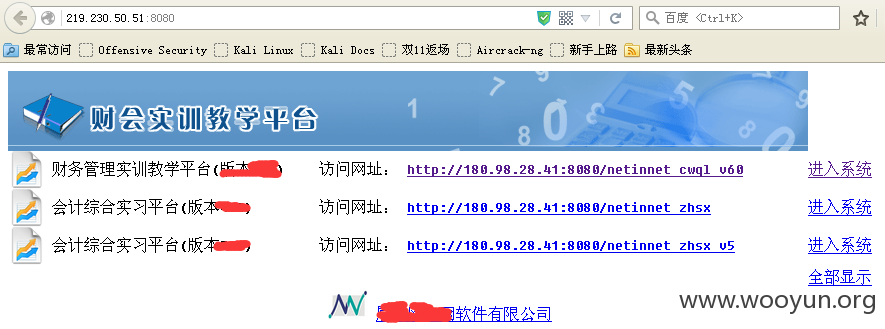 219.230.50.51:8080
百度 <Ctrl+K>
最常访问 Offensive Security Kali Linux Kali Docs 双11返场 Aircrack-ng 新手上路 最新头条
财会实训教学平台
财务管理实训教学平台(版本 ) 访问网址: http://180.98.28.41:8080/netinnet_cwql_v60 进入系统
会计综合实习平台(版本 ) 访问网址: http://180.98.28.41:8080/netinnet_zhsx 进入系统
会计综合实习平台(版本 ) 访问网址: http://180.98.28.41:8080/netinnet_zhsx_v5 进入系统
全部显示
软件有限公司
www.wooyun.org